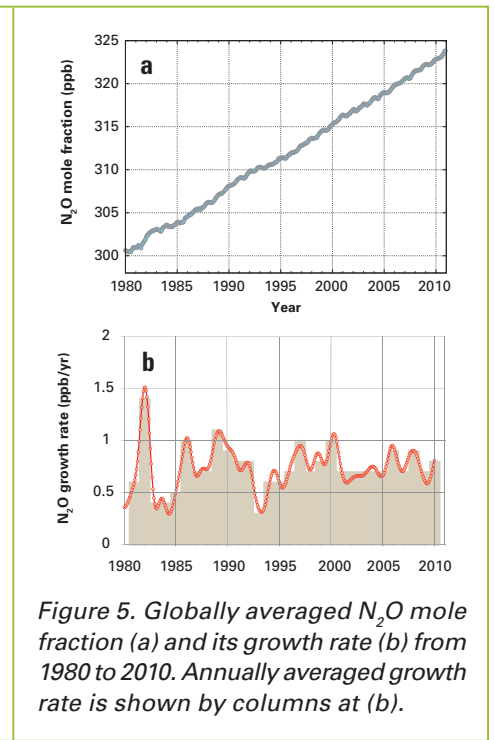 325
320
315
310
305
300
N₂O mole fraction (ppb)
a
1980 1985 1990 1995 2000 2005 2010
Year
2
1.5
1
0.5
0
N₂O growth rate (ppb/yr)
b
1980 1985 1990 1995 2000 2005 2010
Figure 5. Globally averaged N₂O mole
fraction (a) and its growth rate (b) from
1980 to 2010. Annually averaged growth
rate is shown by columns at (b).